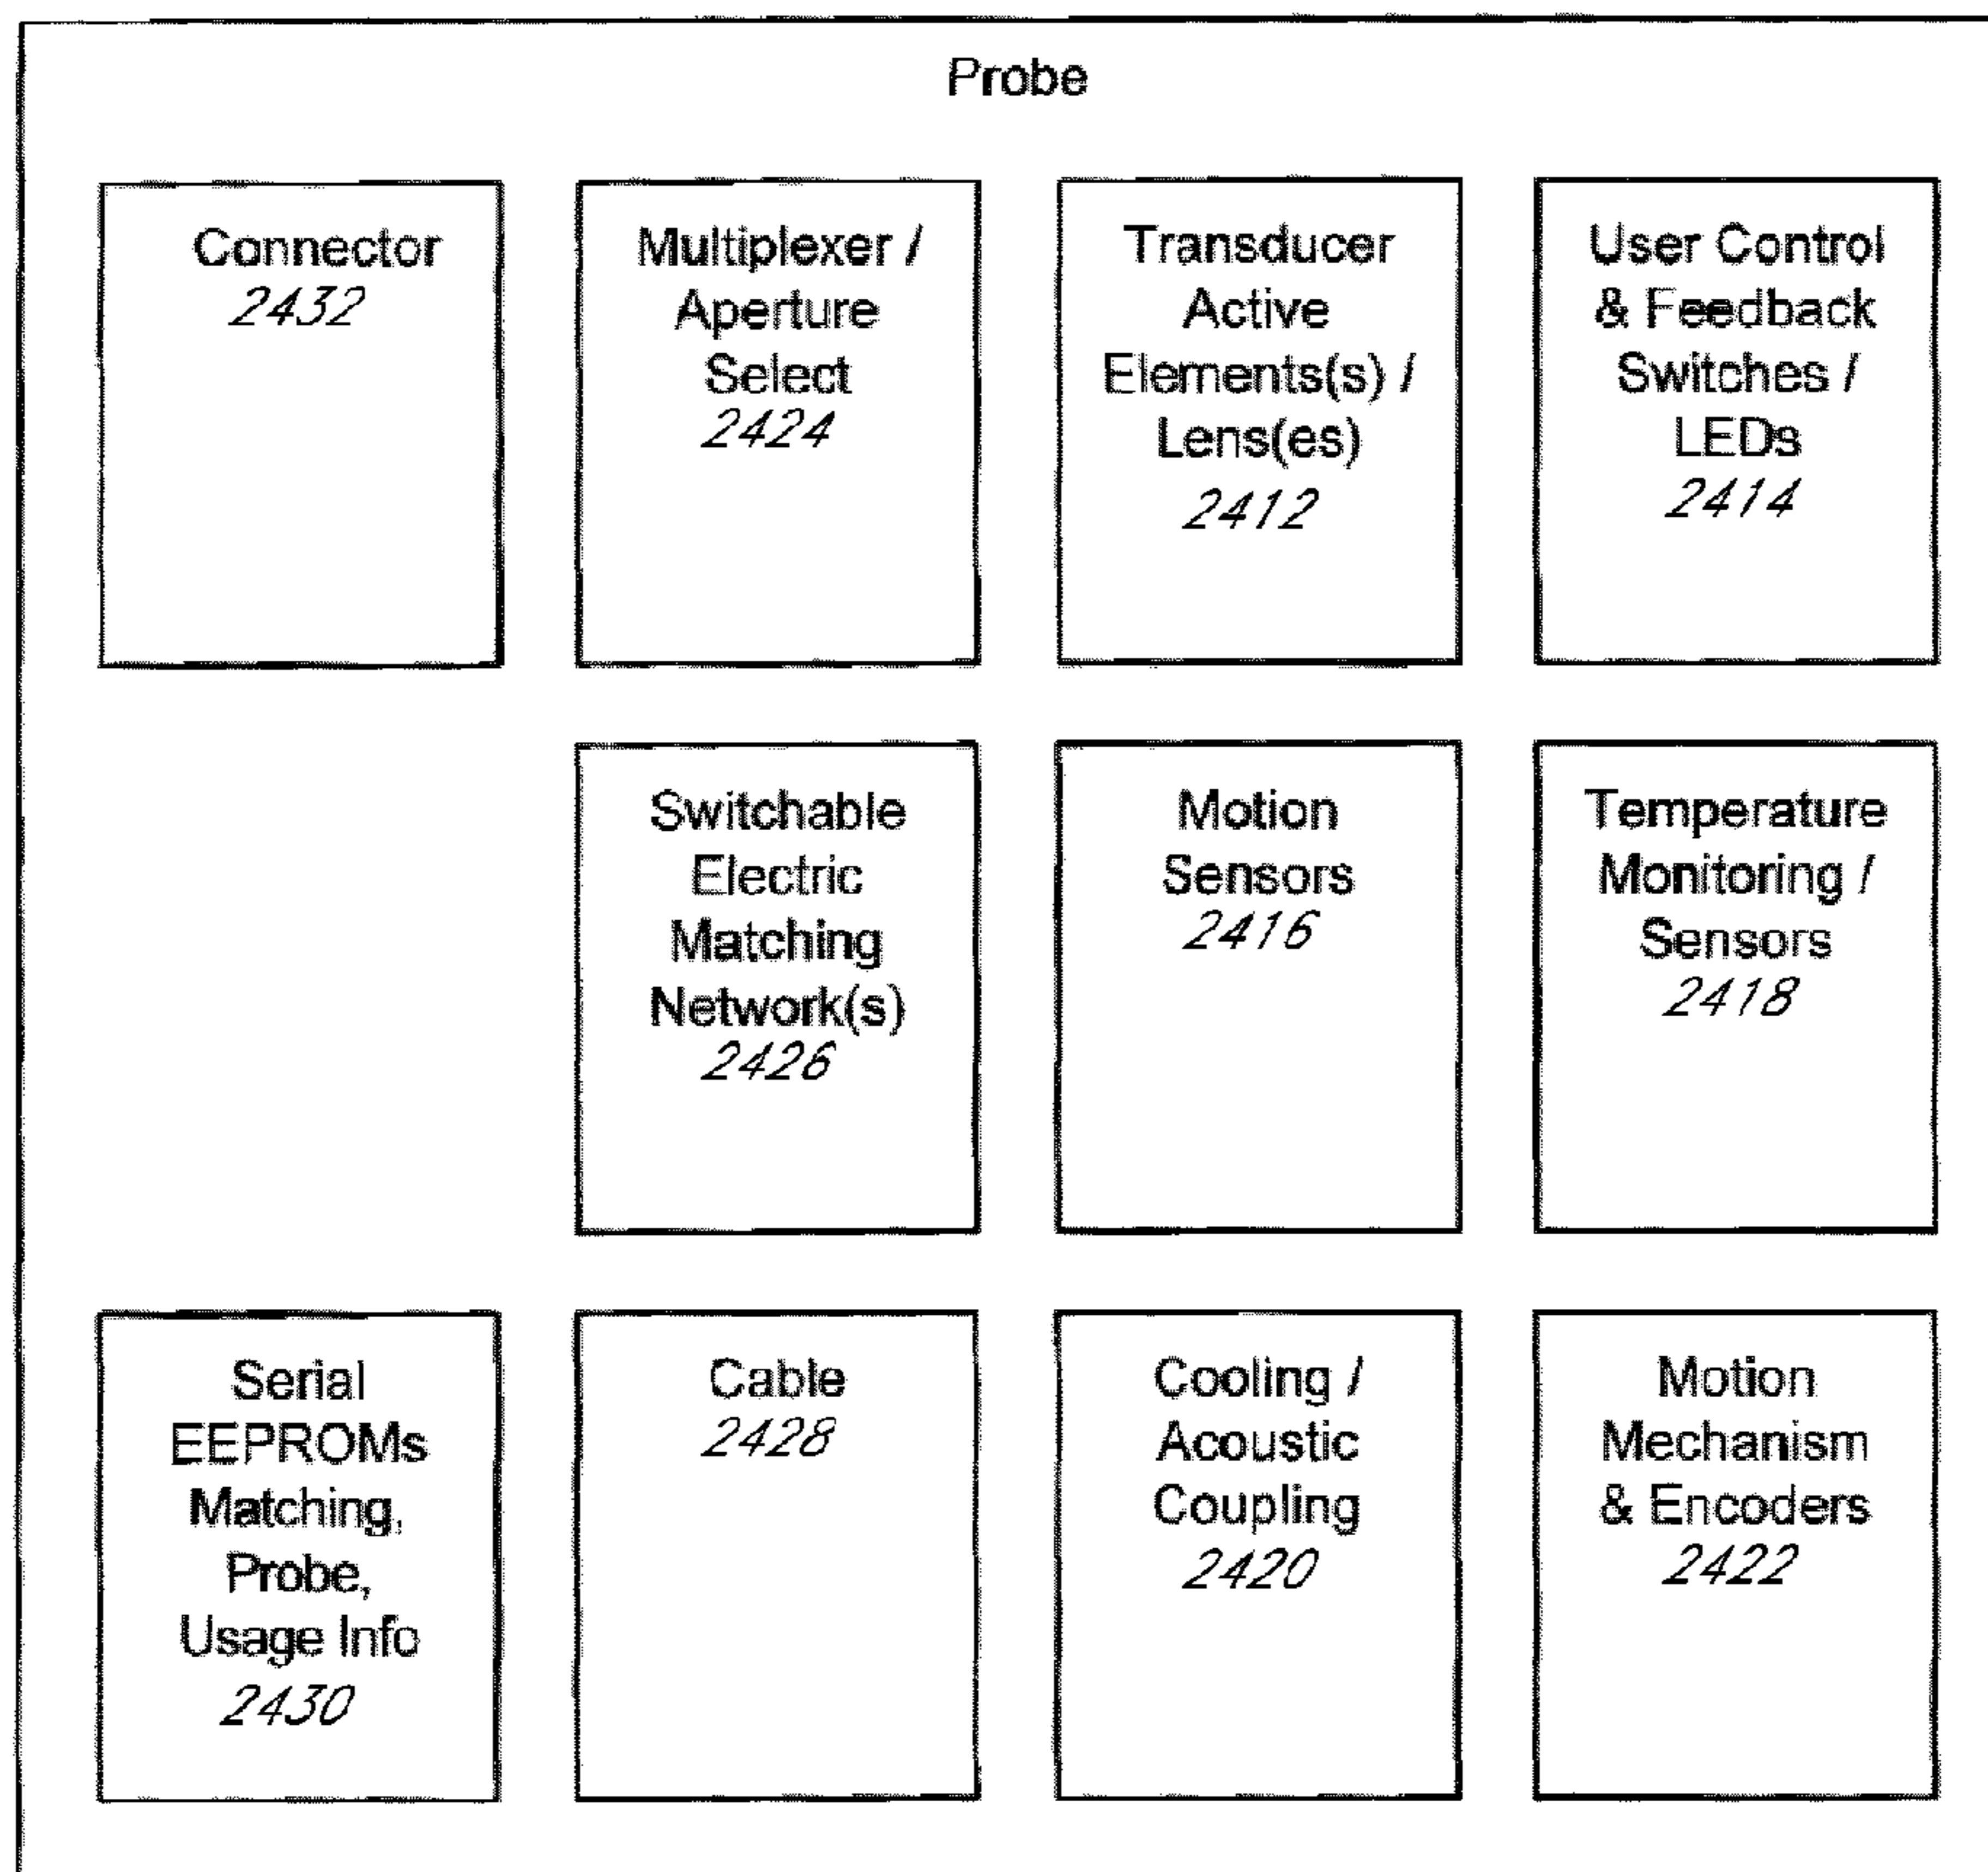 Probe
Connector
2432
Multiplexer /
Aperture
Select
2424
Transducer
Active
Elements(s) /
Lens(es)
2412
User Control
& Feedback
Switches /
LEDs
2414
Switchable
Electric
Matching
Network(s)
2426
Motion
Sensors
2416
Temperature
Monitoring /
Sensors
2418
Serial
EEPROMs
Matching,
Probe,
Usage Info
2430
Cable
2428
Cooling /
Acoustic
Coupling
2420
Motion
Mechanism
& Encoders
2422